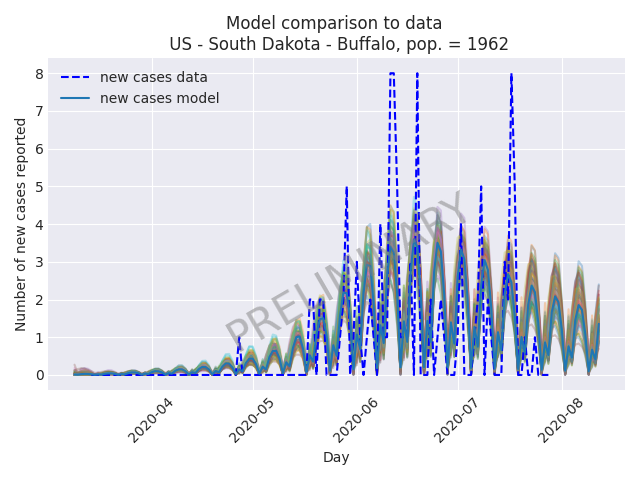 Model comparison to data
US - South Dakota - Buffalo, pop. = 1962
new cases data
new cases model
PRELIMINARY
Number of new cases reported
8
7
6
5
4
3
2
1
0
2020-04
2020-05
2020-06
2020-07
2020-08
Day